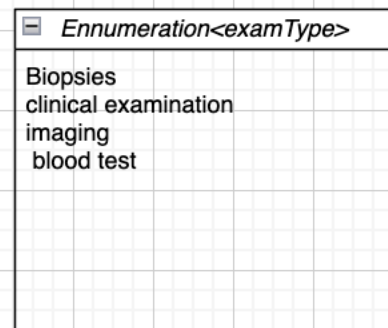 Ennumeration<examType>
Biopsies
clinical examination
imaging
blood test